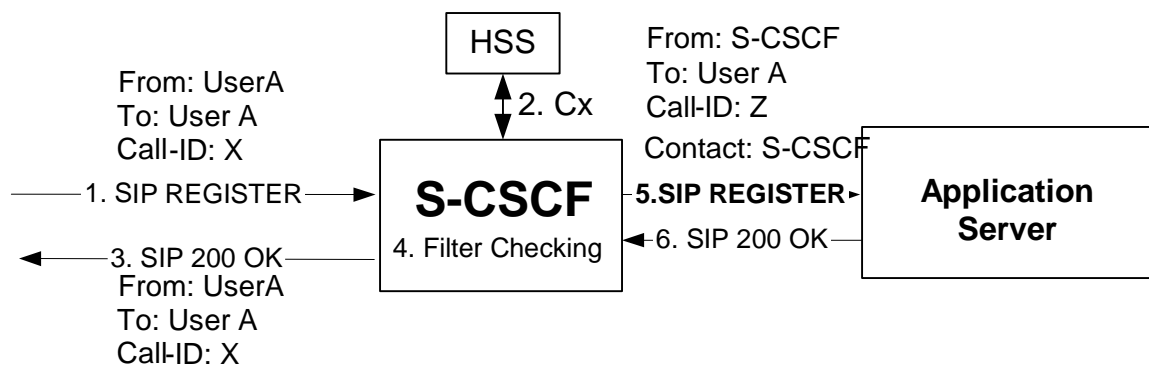 HSS
From: S-CSCF
To: User A
Call-ID: Z
Contact: S-CSCF
From: UserA
To: User A
Call-ID: X
2. Cx
1. SIP REGISTER
S-CSCF
4. Filter Checking
5.SIP REGISTER
6. SIP 200 OK
Application
Server
3. SIP 200 OK
From: UserA
To: User A
Call-ID: X